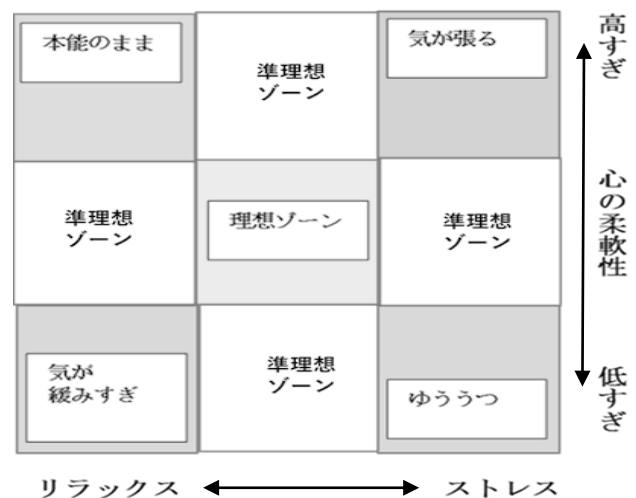 本能のまま
準理想
ゾーン
気が張る
準理想
ゾーン
理想ゾーン
準理想
ゾーン
気が
緩みすぎ
準理想
ゾーン
ゆううつ
高すぎ
心の柔軟性
低すぎ
リラックス
ストレス